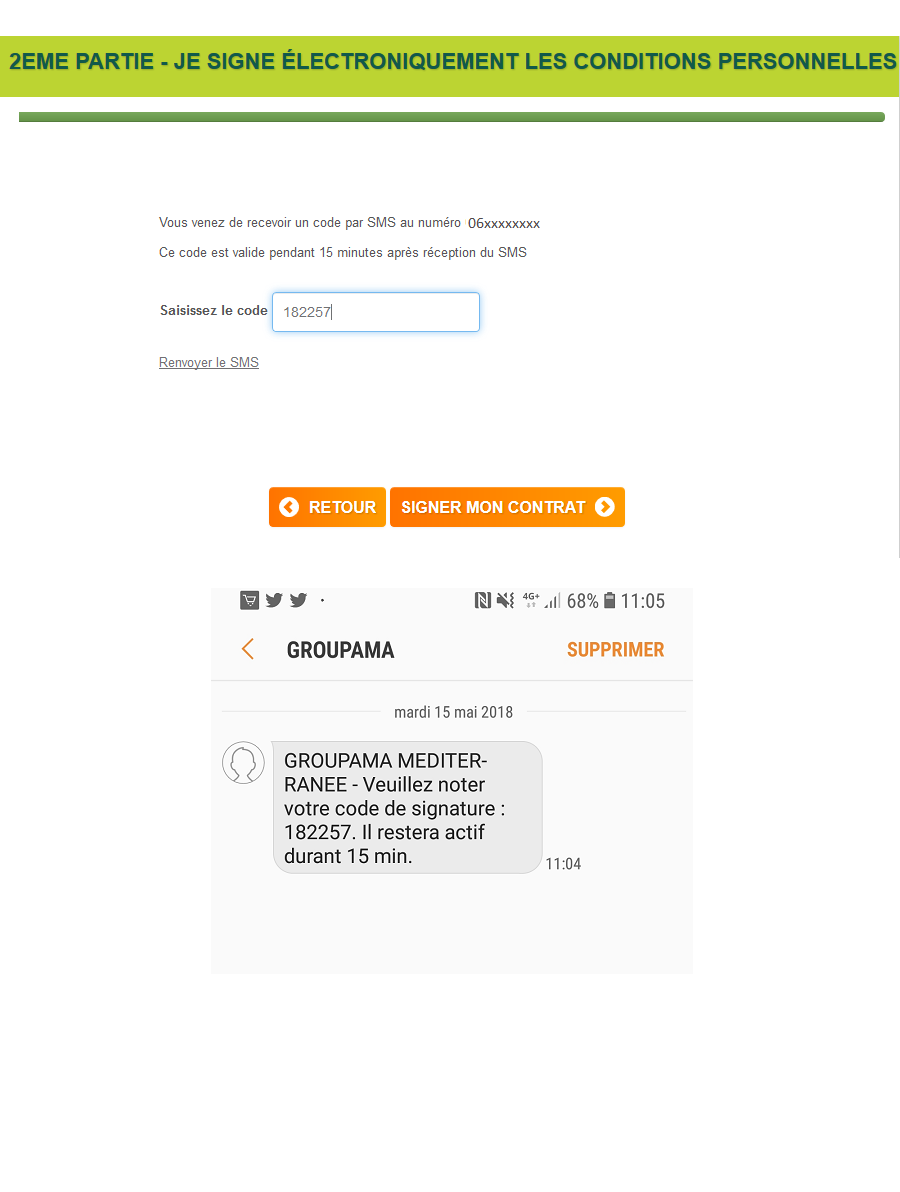 2EME PARTIE - JE SIGNE ÉLECTRONIQUEMENT LES CONDITIONS PERSONNELLES
Vous venez de recevoir un code par SMS au numéro 06xxxxxxxx
Ce code est valide pendant 15 minutes après réception du SMS
Saisissez le code 182257
Renvoyer le SMS
RETOUR SIGNER MON CONTRAT
4G+ 68% 11:05
GROUPAMA SUPPRIMER
mardi 15 mai 2018
GROUPAMA MEDITER-
RANEE - Veuillez noter
votre code de signature :
182257. Il restera actif
durant 15 min.
11:04